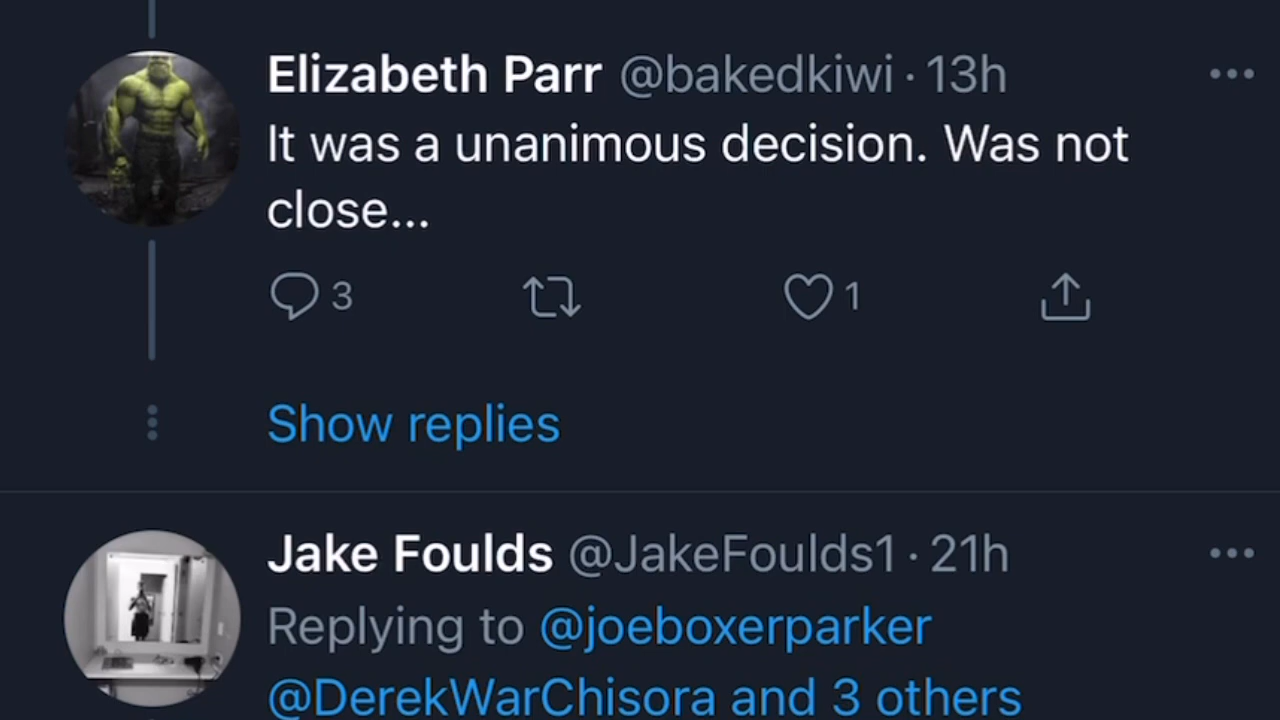 Elizabeth Parr @bakedkiwi · 13h
It was a unanimous decision. Was not
close...
3 1
Show replies
Jake Foulds @JakeFoulds1 · 21h
Replying to @joeboxerparker
@DerekWarChisora and 3 others